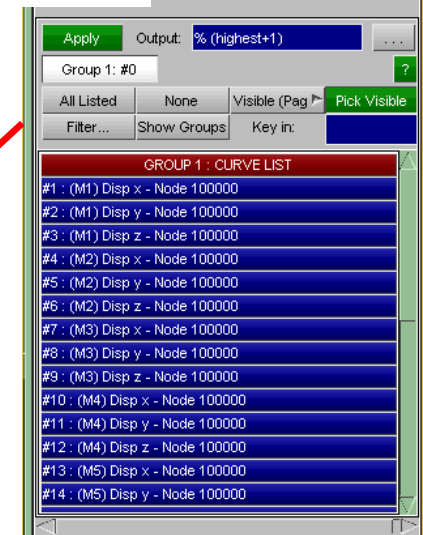 Apply Output: % (highest+1) ...
Group 1: #0 ?
All Listed None Visible (Pag Pick Visible
Filter... Show Groups Key in:
GROUP 1 : CURVE LIST
#1 : (M1) Disp x - Node 100000
#2 : (M1) Disp y - Node 100000
#3 : (M1) Disp z - Node 100000
#4 : (M2) Disp x - Node 100000
#5 : (M2) Disp y - Node 100000
#6 : (M2) Disp z - Node 100000
#7 : (M3) Disp x - Node 100000
#8 : (M3) Disp y - Node 100000
#9 : (M3) Disp z - Node 100000
#10 : (M4) Disp x - Node 100000
#11 : (M4) Disp y - Node 100000
#12 : (M4) Disp z - Node 100000
#13 : (M5) Disp x - Node 100000
#14 : (M5) Disp y - Node 100000